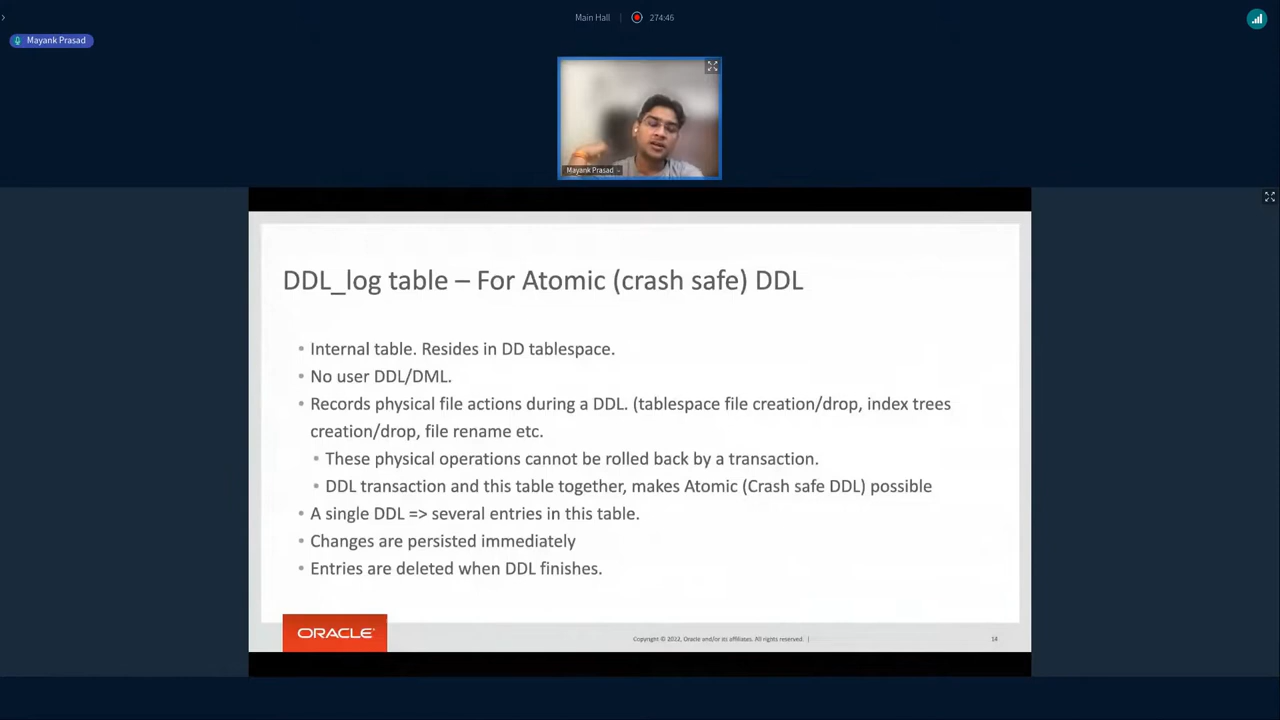 Main Hall
274:46
Mayank Prasad
Mayank Prasad
DDL_log table – For Atomic (crash safe) DDL
• Internal table. Resides in DD tablespace.
• No user DDL/DML.
• Records physical file actions during a DDL. (tablespace file creation/drop, index trees
creation/drop, file rename etc.
• These physical operations cannot be rolled back by a transaction.
• DDL transaction and this table together, makes Atomic (Crash safe DDL) possible
• A single DDL => several entries in this table.
• Changes are persisted immediately
• Entries are deleted when DDL finishes.
ORACLE®
Copyright © 2022, Oracle and/or its affiliates. All rights reserved. |
14